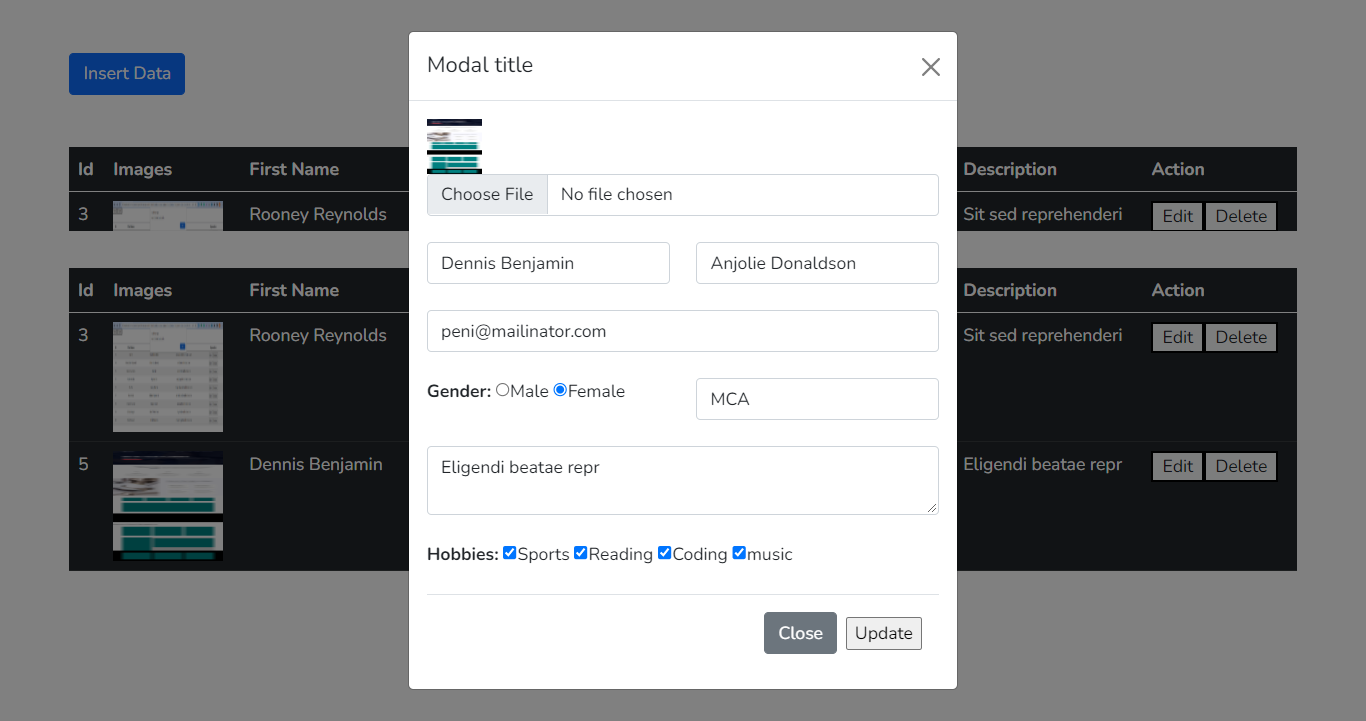 Insert Data
Modal title
Choose File No file chosen
Dennis Benjamin Anjolie Donaldson
peni@mailinator.com
Gender: Male Female MCA
Eligendi beatae repr
Hobbies: Sports Reading Coding music
Close Update
Id Images First Name Description Action
3 Rooney Reynolds Sit sed reprehenderi Edit Delete
Id Images First Name Description Action
3 Rooney Reynolds Sit sed reprehenderi Edit Delete
5 Dennis Benjamin Eligendi beatae repr Edit Delete